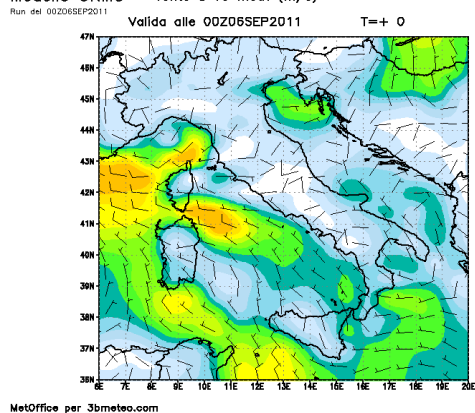 Run del 00Z06SEP2011
Valida alle 00Z06SEP2011 T=+ 0
47N
46N
45N
44N
43N
42N
41N
40N
39N
38N
37N
36N
6E 7E 8E 9E 10E 11E 12E 13E 14E 15E 16E 17E 18E 19E 20E
MetOffice per 3bmeteo.com